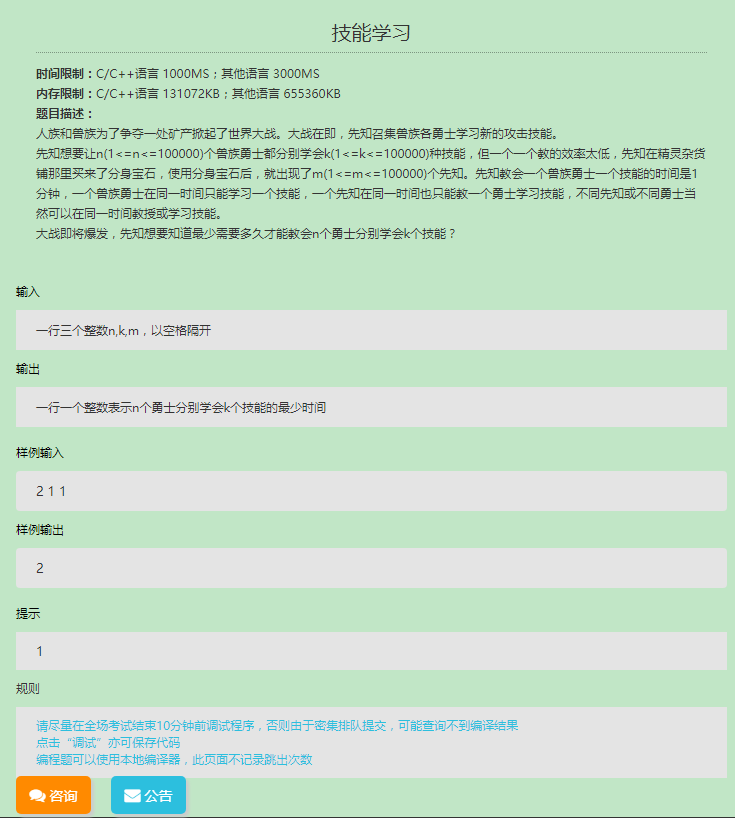 技能学习
时间限制：C/C++语言 1000MS；其他语言 3000MS
内存限制：C/C++语言 131072KB；其他语言 655360KB
题目描述：
人族和兽族为了争夺一处矿产掀起了世界大战。大战在即，先知召集兽族各勇士学习新的攻击技能。
先知想要让n(1<=n<=100000)个兽族勇士都分别学会k(1<=k<=100000)种技能，但一个一个教的效率太低，先知在精灵杂货
铺那里买来了分身宝石，使用分身宝石后，就出现了m(1<=m<=100000)个先知。先知教会一个兽族勇士一个技能的时间是1
分钟，一个兽族勇士在同一时间只能学习一个技能，一个先知在同一时间也只能教一个勇士学习技能，不同先知或不同勇士当
然可以在同一时间教授或学习技能。
大战即将爆发，先知想要知道最少需要多久才能教会n个勇士分别学会k个技能？
输入
一行三个整数n,k,m，以空格隔开
输出
一行一个整数表示n个勇士分别学会k个技能的最少时间
样例输入
2 1 1
样例输出
2
提示
1
规则
请尽量在全场考试结束10分钟前调试程序，否则由于密集排队提交，可能查询不到编译结果
点击“调试”亦可保存代码
编程题可以使用本地编译器，此页面不记录跳出次数
咨询 公告